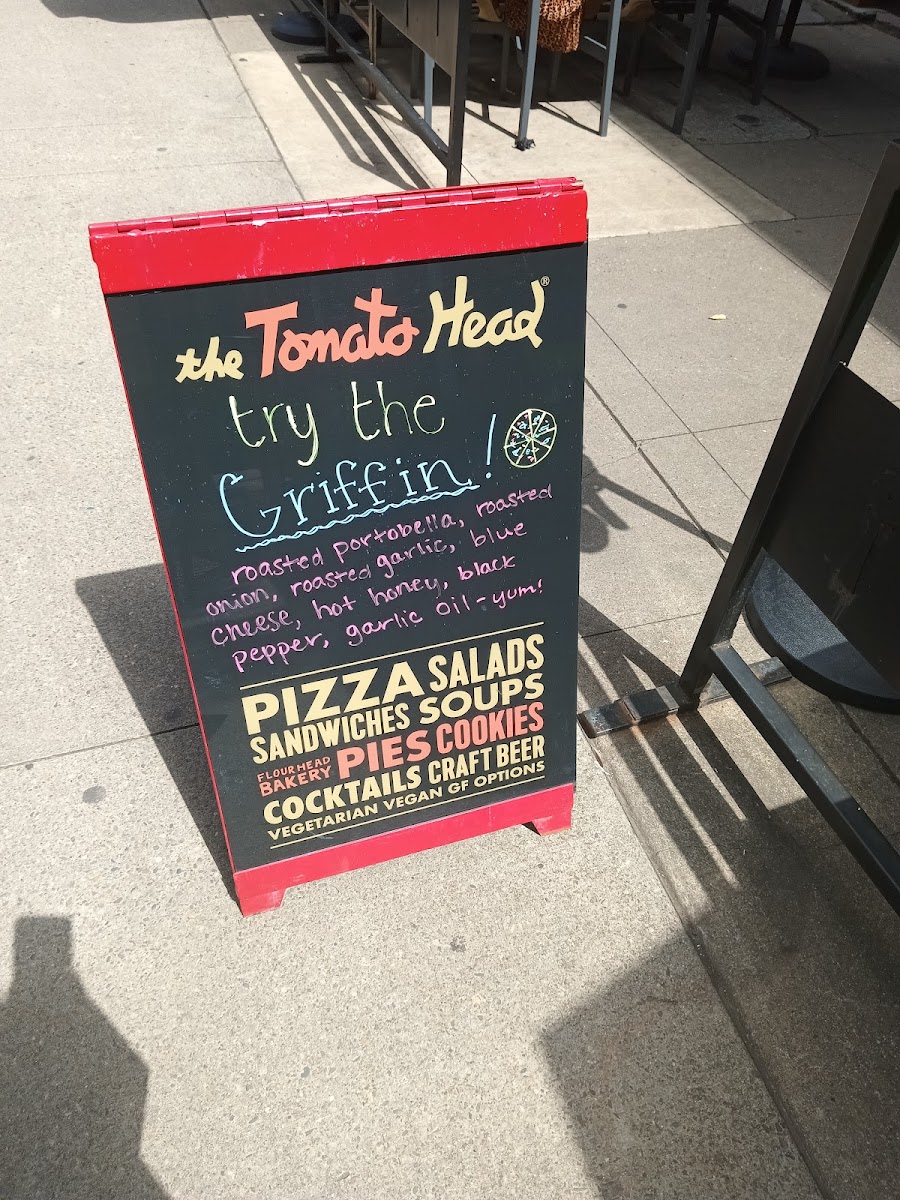 the Tomato Head®
try the
Griffin!
roasted portobella, roasted
onion, roasted garlic, blue
cheese, hot honey, black
pepper, garlic oil - yum!
PIZZA SALADS
SANDWICHES SOUPS
FLOUR HEAD
BAKERY PIES COOKIES
COCKTAILS CRAFT BEER
VEGETARIAN VEGAN GF OPTIONS